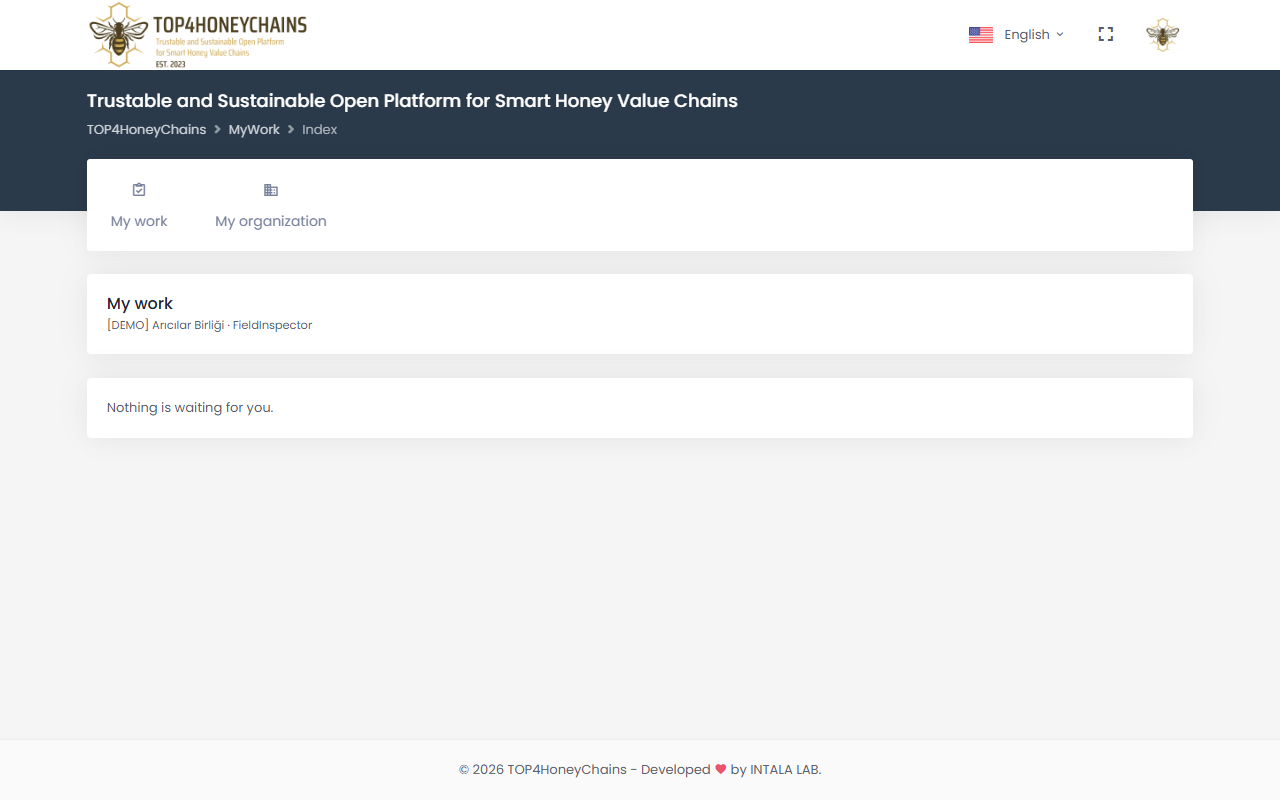 TOP4HONEYCHAINS
Trustable and Sustainable Open Platform
for Smart Honey Value Chains
EST. 2023
English
Trustable and Sustainable Open Platform for Smart Honey Value Chains
TOP4HoneyChains > MyWork > Index
My work
My organization
My work
[DEMO] Arıcılar Birliği · FieldInspector
Nothing is waiting for you.
© 2026 TOP4HoneyChains - Developed ♥ by INTALA LAB.